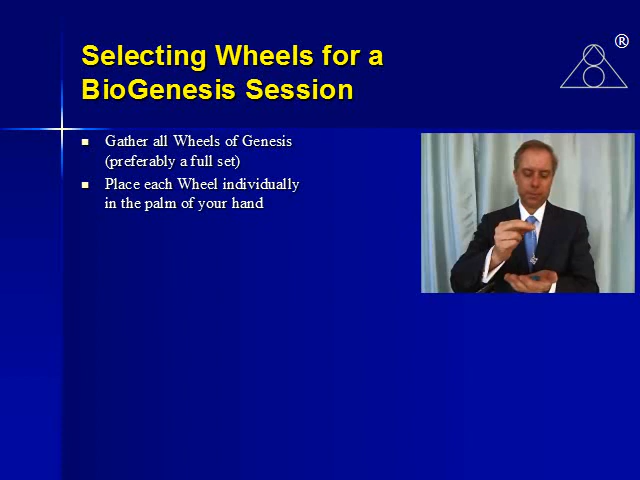 Selecting Wheels for a
BioGenesis Session
®
Gather all Wheels of Genesis
(preferably a full set)
Place each Wheel individually
in the palm of your hand